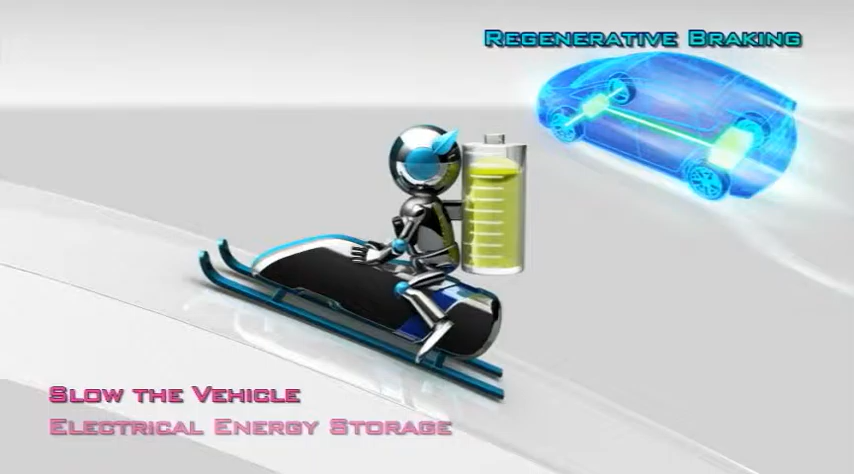 Regenerative Braking
Slow the Vehicle
Electrical Energy Storage